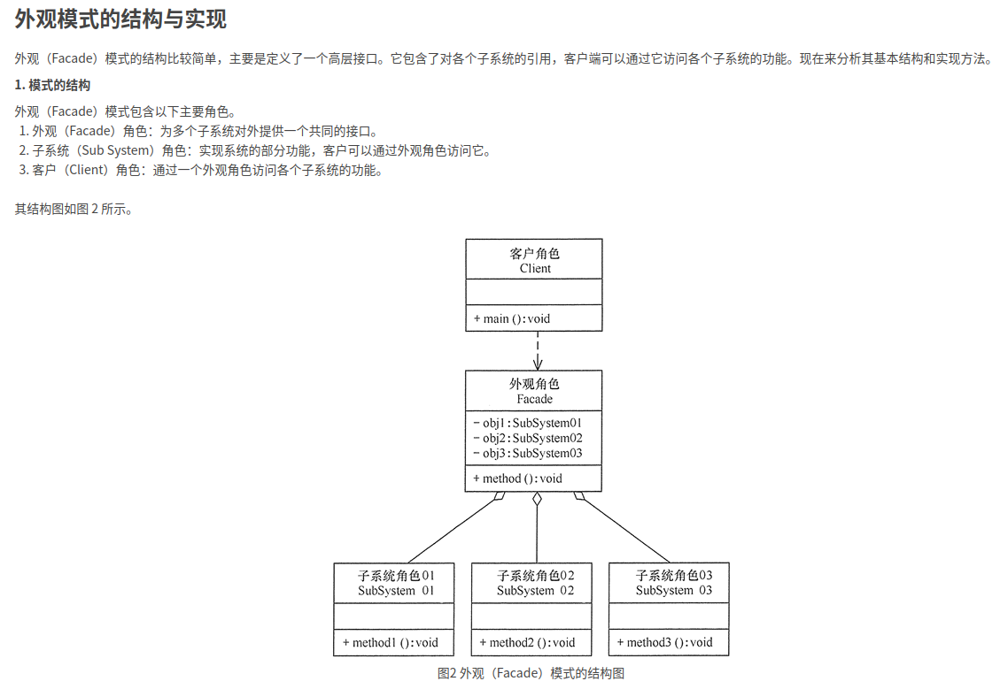 外观模式的结构与实现
外观（Facade）模式的结构比较简单，主要是定义了一个高层接口。它包含了对各个子系统的引用，客户端可以通过它访问各个子系统的功能。现在来分析其基本结构和实现方法。
1. 模式的结构
外观（Facade）模式包含以下主要角色。
1. 外观（Facade）角色：为多个子系统对外提供一个共同的接口。
2. 子系统（Sub System）角色：实现系统的部分功能，客户可以通过外观角色访问它。
3. 客户（Client）角色：通过一个外观角色访问各个子系统的功能。
其结构图如图 2 所示。
客户角色
Client
+ main ():void
外观角色
Facade
- obj1:SubSystem01
- obj2:SubSystem02
- obj3:SubSystem03
+ method ():void
子系统角色01
SubSystem 01
+ method1 ():void
子系统角色02
SubSystem 02
+ method2 ():void
子系统角色03
SubSystem 03
+ method3 ():void
图2 外观（Facade）模式的结构图